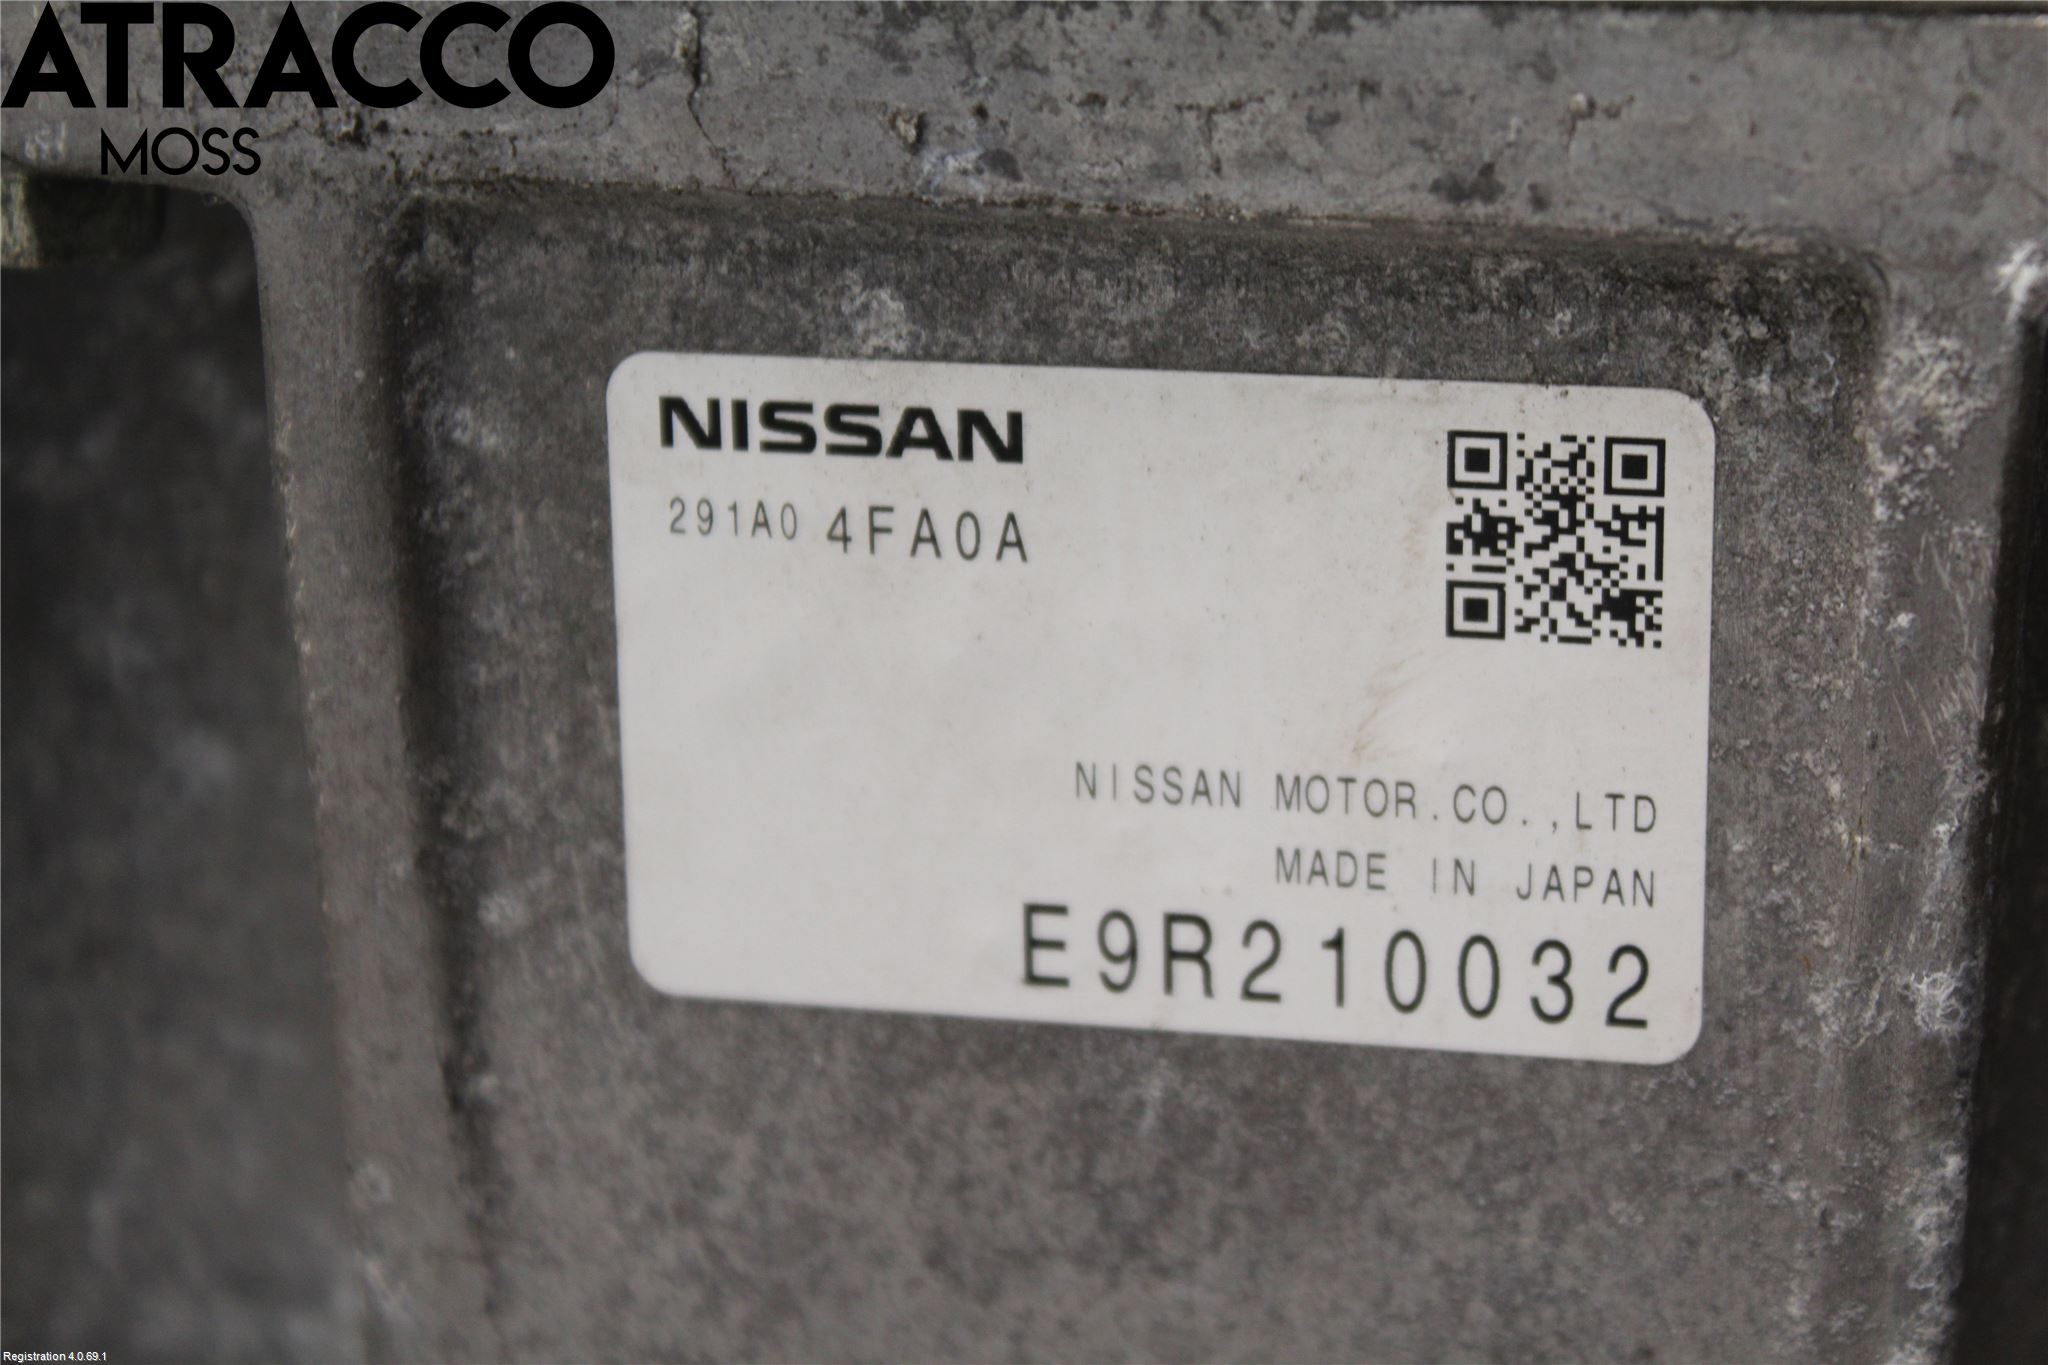 ATRACCO
MOSS
NISSAN
291A0 4FA0A
NISSAN MOTOR.CO.,LTD
MADE IN JAPAN
E9R210032
Registration 4.0.69.1